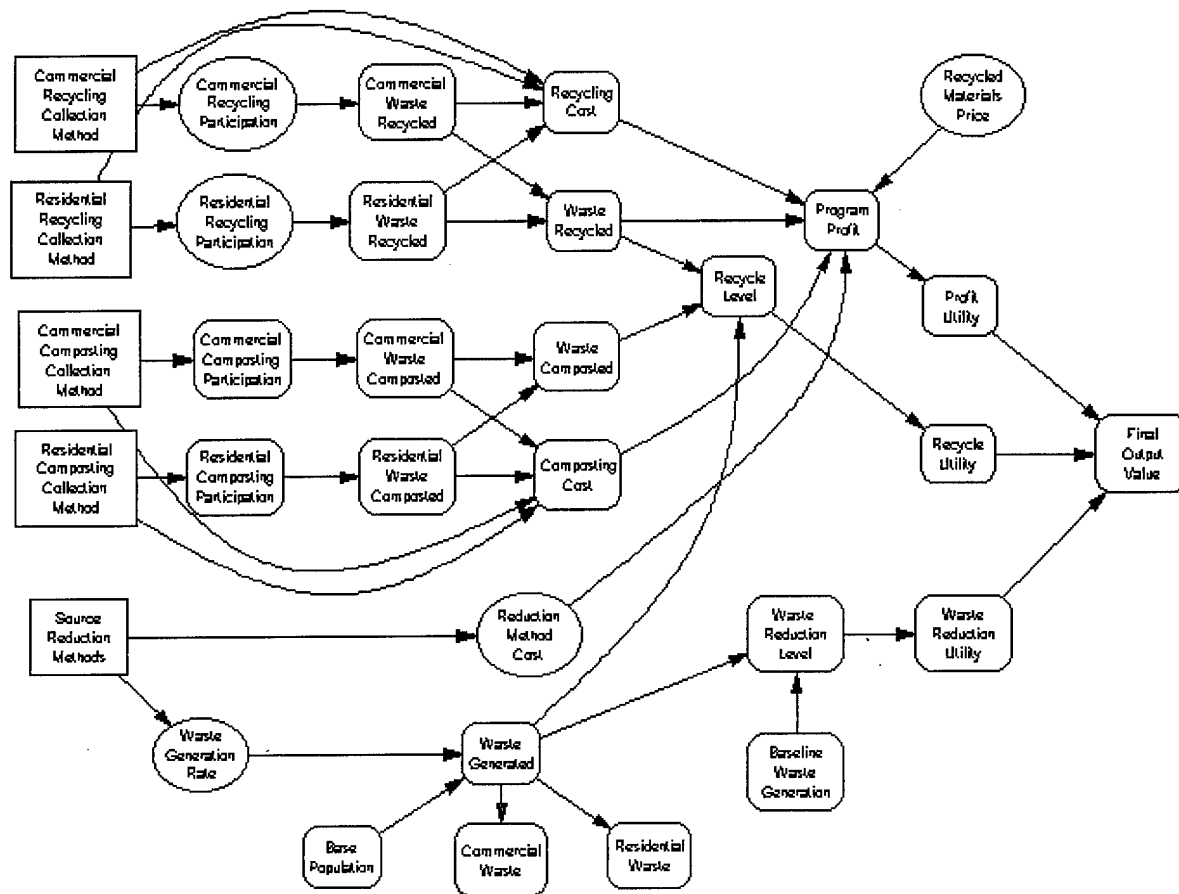 Commercial
Recycling
Collection
Method
Commercial
Recycling
Participation
Commercial
Waste
Recycled
Recycling
Cost
Recycled
Materials
Price
Residential
Recycling
Collection
Method
Residential
Recycling
Participation
Residential
Waste
Recycled
Waste
Recycled
Program
Profit
Recycle
Level
Profit
Utility
Commercial
Composting
Collection
Method
Commercial
Composting
Participation
Commercial
Waste
Composted
Waste
Composted
Residential
Composting
Collection
Method
Residential
Composting
Participation
Residential
Waste
Composted
Composting
Cost
Recycle
Utility
Final
Output
Value
Source
Reduction
Methods
Reduction
Method
Cost
Waste
Reduction
Level
Waste
Reduction
Utility
Waste
Generation
Rate
Waste
Generated
Baseline
Waste
Generation
Base
Population
Commercial
Waste
Residential
Waste